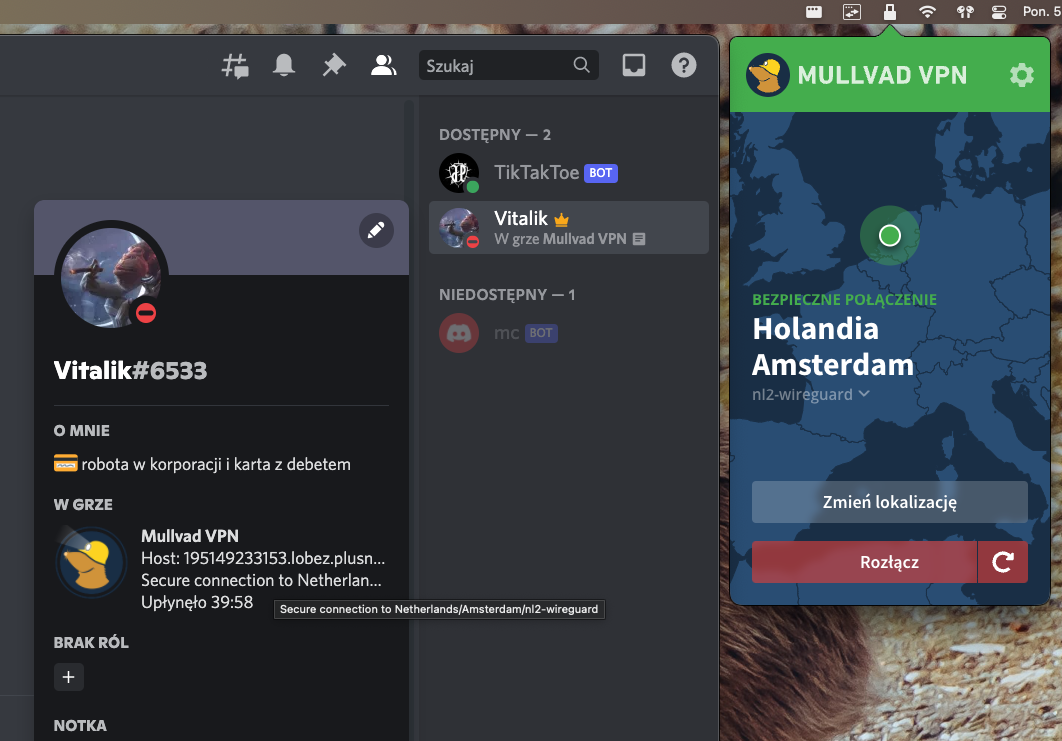 Pon. 5
Szukaj
DOSTĘPNY — 2
TikTakToe BOT
Vitalik
W grze Mullvad VPN
NIEDOSTĘPNY — 1
mc BOT
Vitalik#6533
O MNIE
robota w korporacji i karta z debetem
W GRZE
Mullvad VPN
Host: 195149233153.lobez.plusn...
Secure connection to Netherlan...
Upłynęło 39:58
Secure connection to Netherlands/Amsterdam/nl2-wireguard
BRAK RÓL
+
NOTKA
MULLVAD VPN
BEZPIECZNE POŁĄCZENIE
Holandia
Amsterdam
nl2-wireguard
Zmień lokalizację
Rozłącz